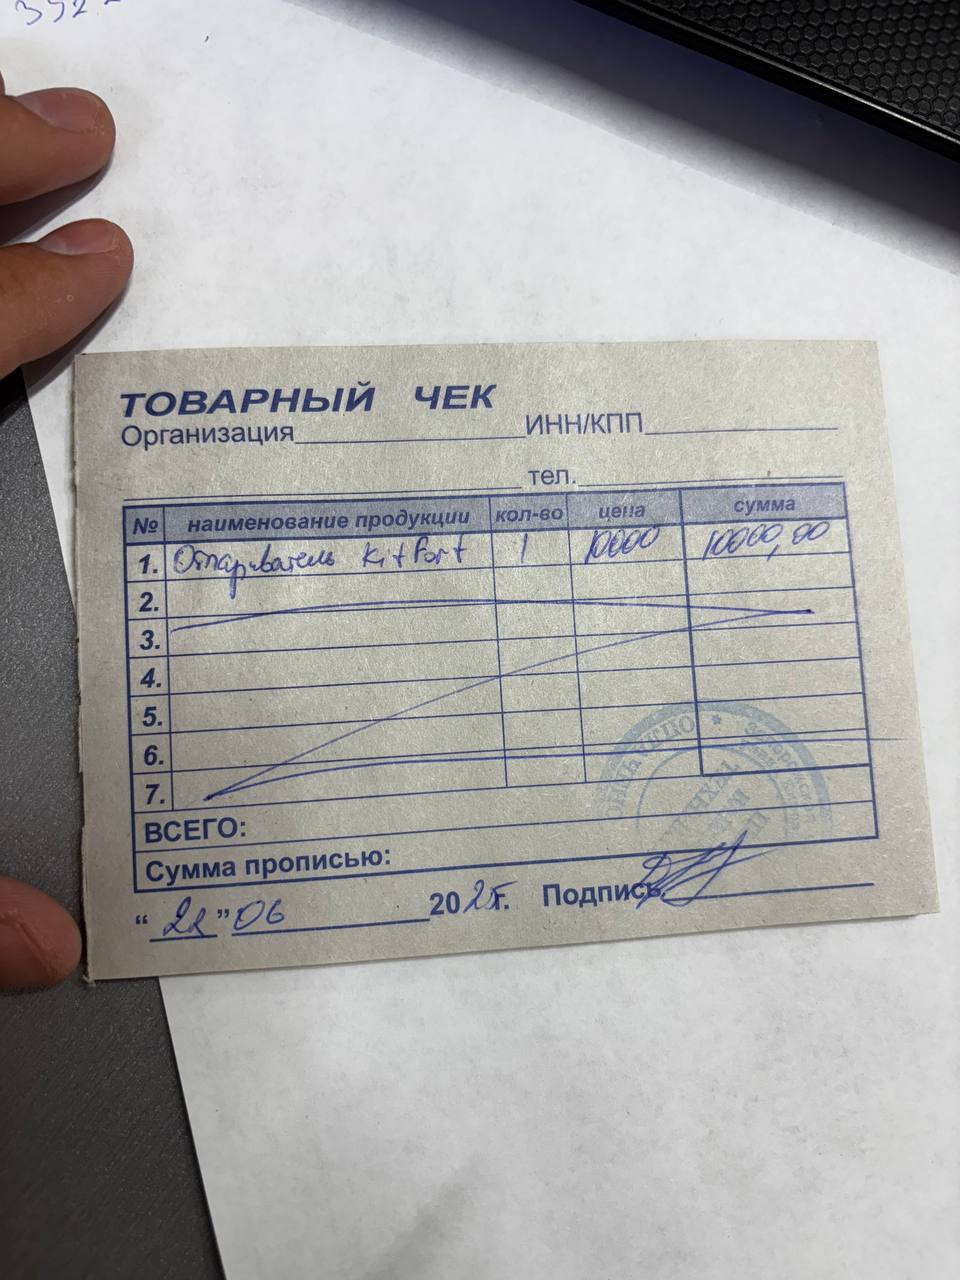 ТОВАРНЫЙ ЧЕК
Организация ИНН/КПП
тел.
№ наименование продукции кол-во цена сумма
1. Отпариватель Kitfort 1 10000 10000,00
2.
3.
4.
5.
6.
7.
ВСЕГО:
Сумма прописью:
“22” 06 2025г. Подпись